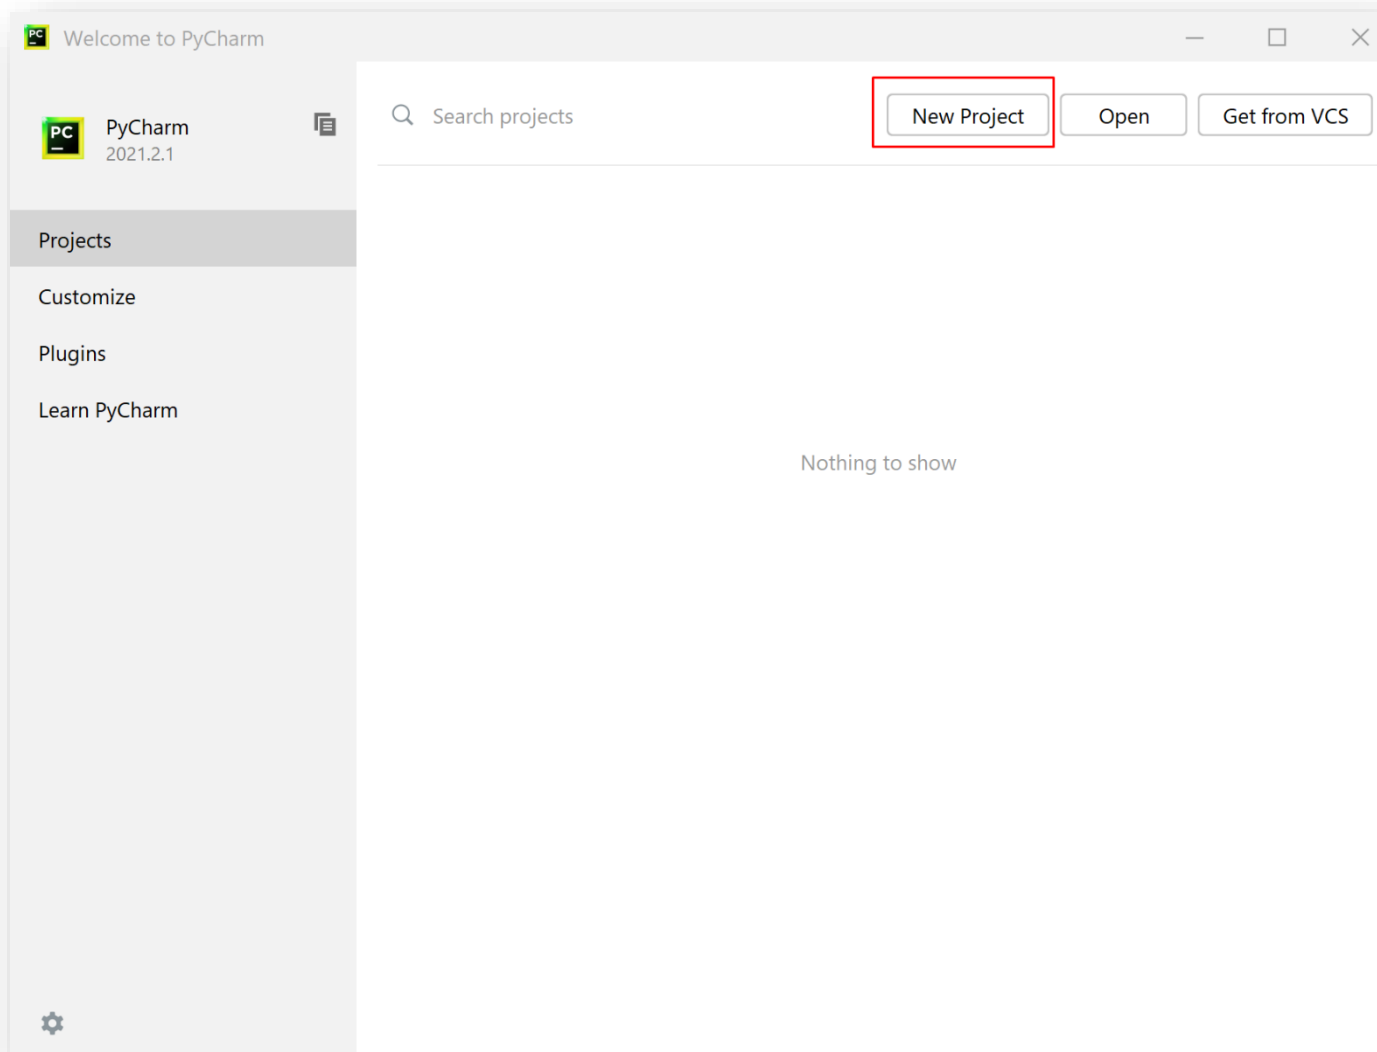 PC
Welcome to PyCharm
PC
PyCharm
2021.2.1
Search projects
New Project
Open
Get from VCS
Projects
Customize
Plugins
Learn PyCharm
Nothing to show